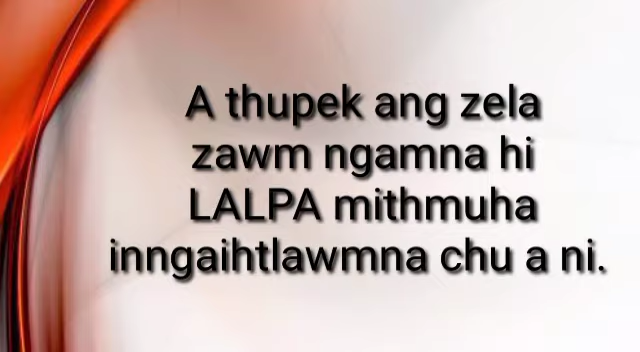 A thupek ang zela
zawm ngamna hi
LALPA mithmuha
inngaihtlawmna chu a ni.